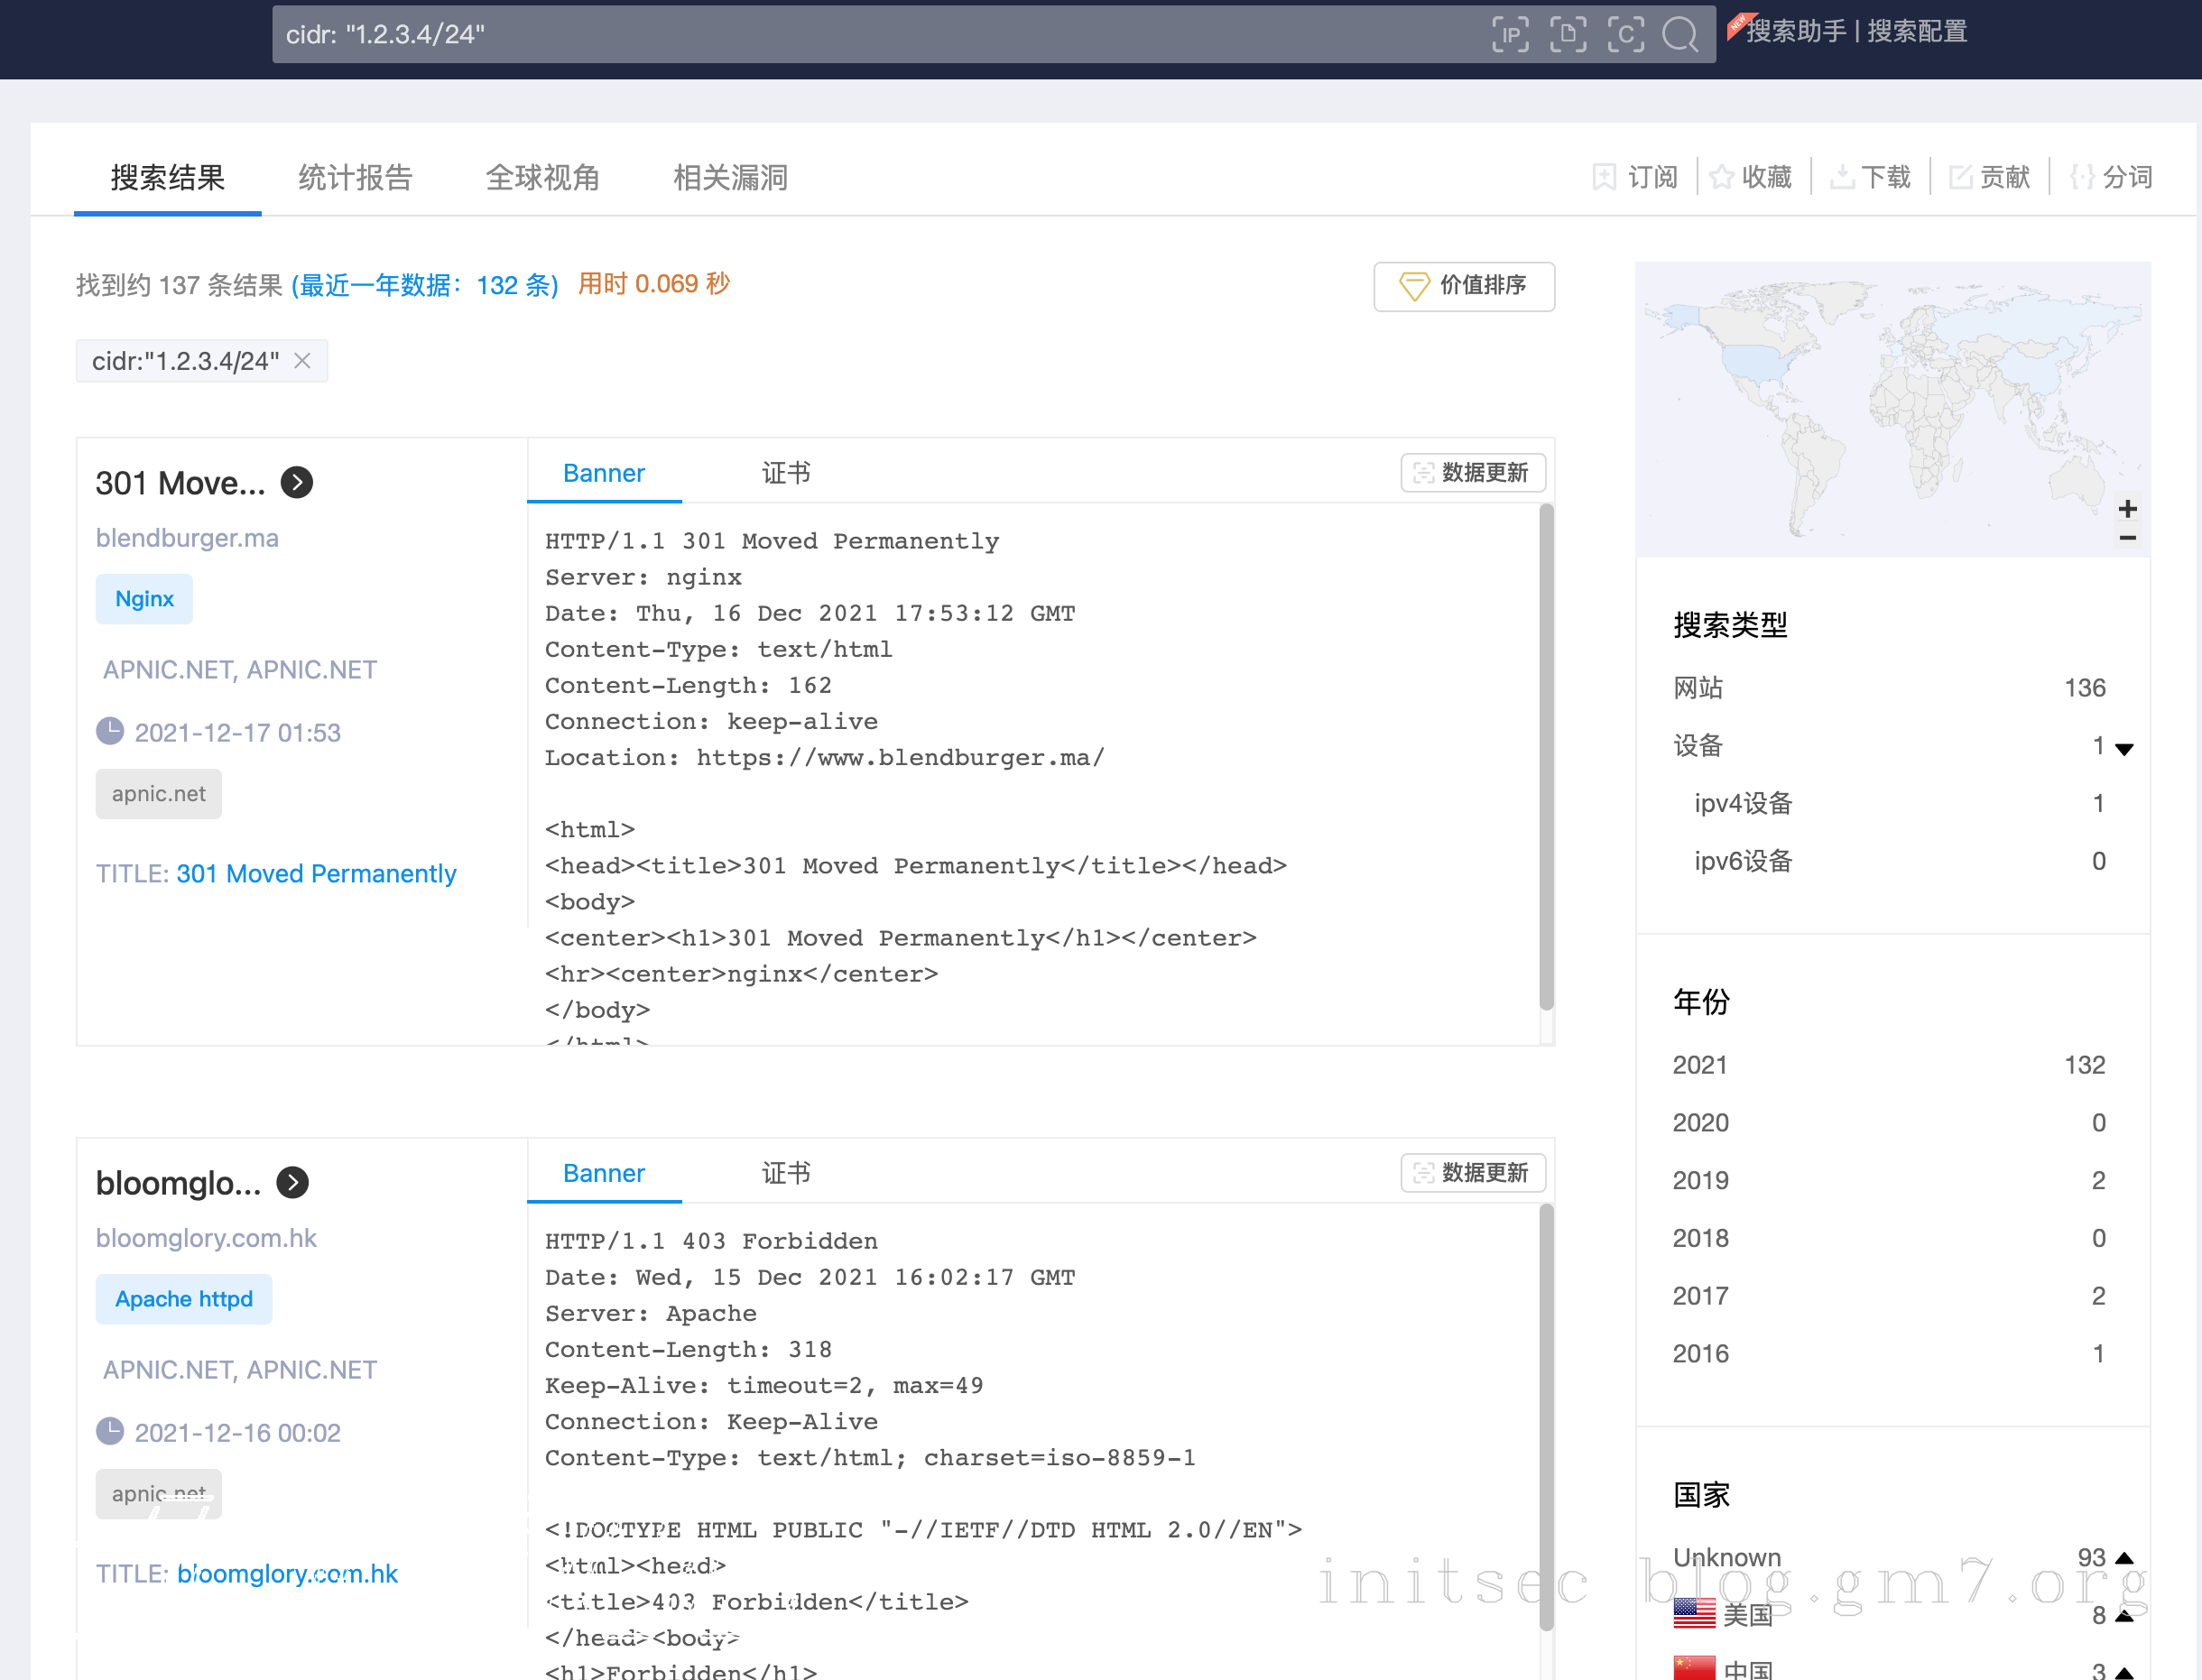 cidr: "1.2.3.4/24"
IP
C
NEW
搜索助手 | 搜索配置
搜索结果
统计报告
全球视角
相关漏洞
订阅
收藏
下载
贡献
分词
找到约 137 条结果 (最近一年数据：132 条) 用时 0.069 秒
价值排序
cidr:"1.2.3.4/24"
301 Move...
blendburger.ma
Nginx
APNIC.NET, APNIC.NET
2021-12-17 01:53
apnic.net
TITLE: 301 Moved Permanently
Banner
证书
数据更新
HTTP/1.1 301 Moved Permanently
Server: nginx
Date: Thu, 16 Dec 2021 17:53:12 GMT
Content-Type: text/html
Content-Length: 162
Connection: keep-alive
Location: https://www.blendburger.ma/
<html>
<head><title>301 Moved Permanently</title></head>
<body>
<center><h1>301 Moved Permanently</h1></center>
<hr><center>nginx</center>
</body>
</html>
bloomglo...
bloomglory.com.hk
Apache httpd
APNIC.NET, APNIC.NET
2021-12-16 00:02
apnic.net
TITLE: bloomglory.com.hk
Banner
证书
数据更新
HTTP/1.1 403 Forbidden
Date: Wed, 15 Dec 2021 16:02:17 GMT
Server: Apache
Content-Length: 318
Keep-Alive: timeout=2, max=49
Connection: Keep-Alive
Content-Type: text/html; charset=iso-8859-1
<!DOCTYPE HTML PUBLIC "-//IETF//DTD HTML 2.0//EN">
<html><head>
<title>403 Forbidden</title>
</head><body>
<h1>Forbidden</h1>
+
−
搜索类型
网站 136
设备 1
ipv4设备 1
ipv6设备 0
年份
2021 132
2020 0
2019 2
2018 0
2017 2
2016 1
国家
Unknown 93
美国 8
中国 3
initsec blog.gm7.org